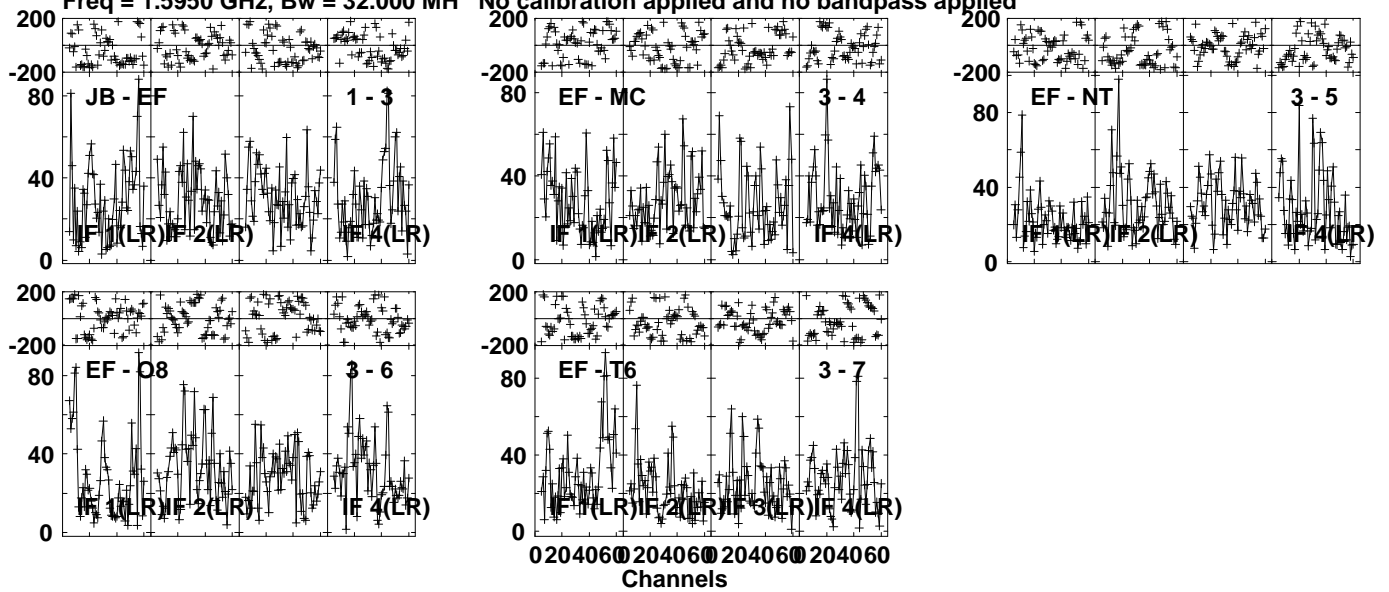 Freq = 1.5950 GHz, Bw = 32.000 MH No calibration applied and no bandpass applied
200 200 200
-200 -200 -200
80 JB - EF 1 - 3 80 EF - MC 3 - 4 80 EF - NT 3 - 5
40 40 40
IF 1(LR) IF 2(LR) IF 4(LR) IF 1(LR) IF 2(LR) IF 4(LR) IF 1(LR) IF 2(LR) IF 4(LR)
0 0 0
200 200
-200 -200
80 EF - O8 3 - 6 80 EF - T6 3 - 7
40 40
IF 1(LR) IF 2(LR) IF 4(LR) IF 1(LR) IF 2(LR) IF 3(LR) IF 4(LR)
0 0
0 20 40 60 0 20 40 60 0 20 40 60 0 20 40 60
Channels